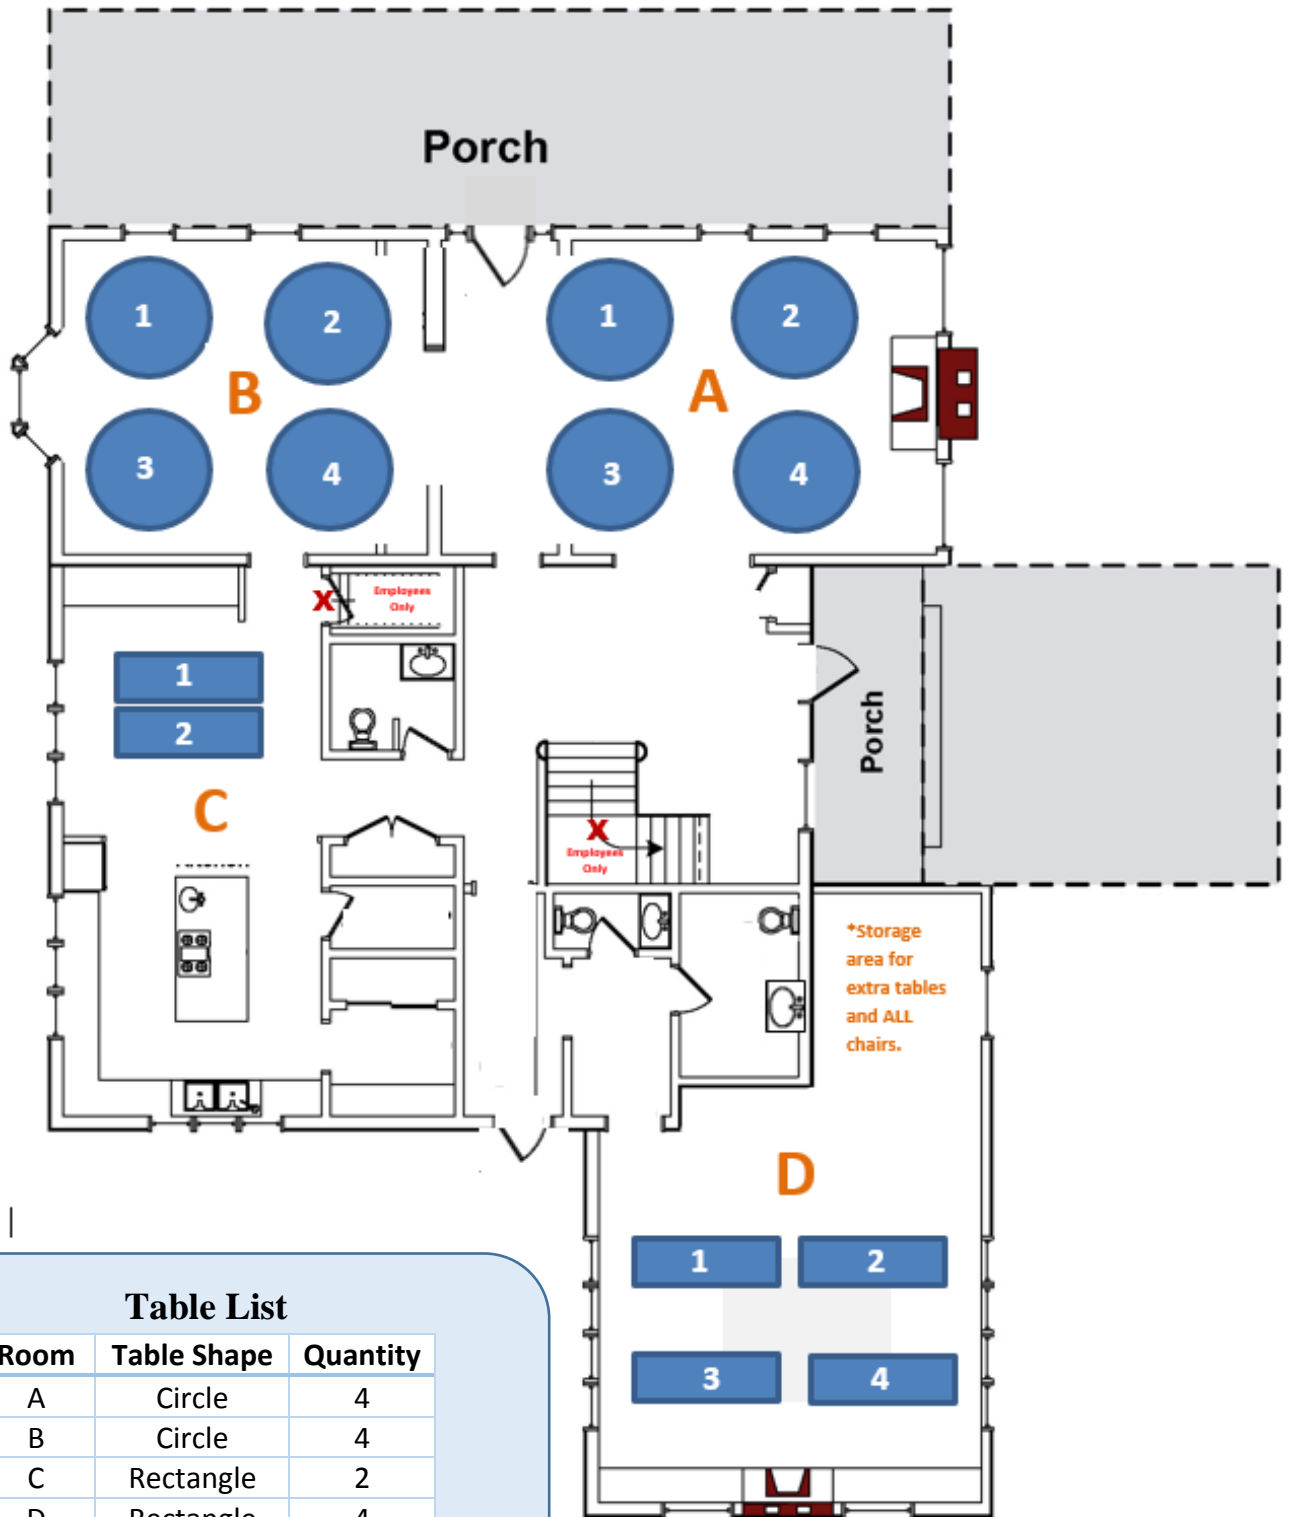 Porch
1
2
1
2
B
A
3
4
3
4
Employees
Only
X
1
2
Porch
C
X
Employees
Only
*Storage
area for
extra tables
and ALL
chairs.
D
1
2
3
4
Table List
Room Table Shape Quantity
A Circle 4
B Circle 4
C Rectangle 2
D Rectangle 4